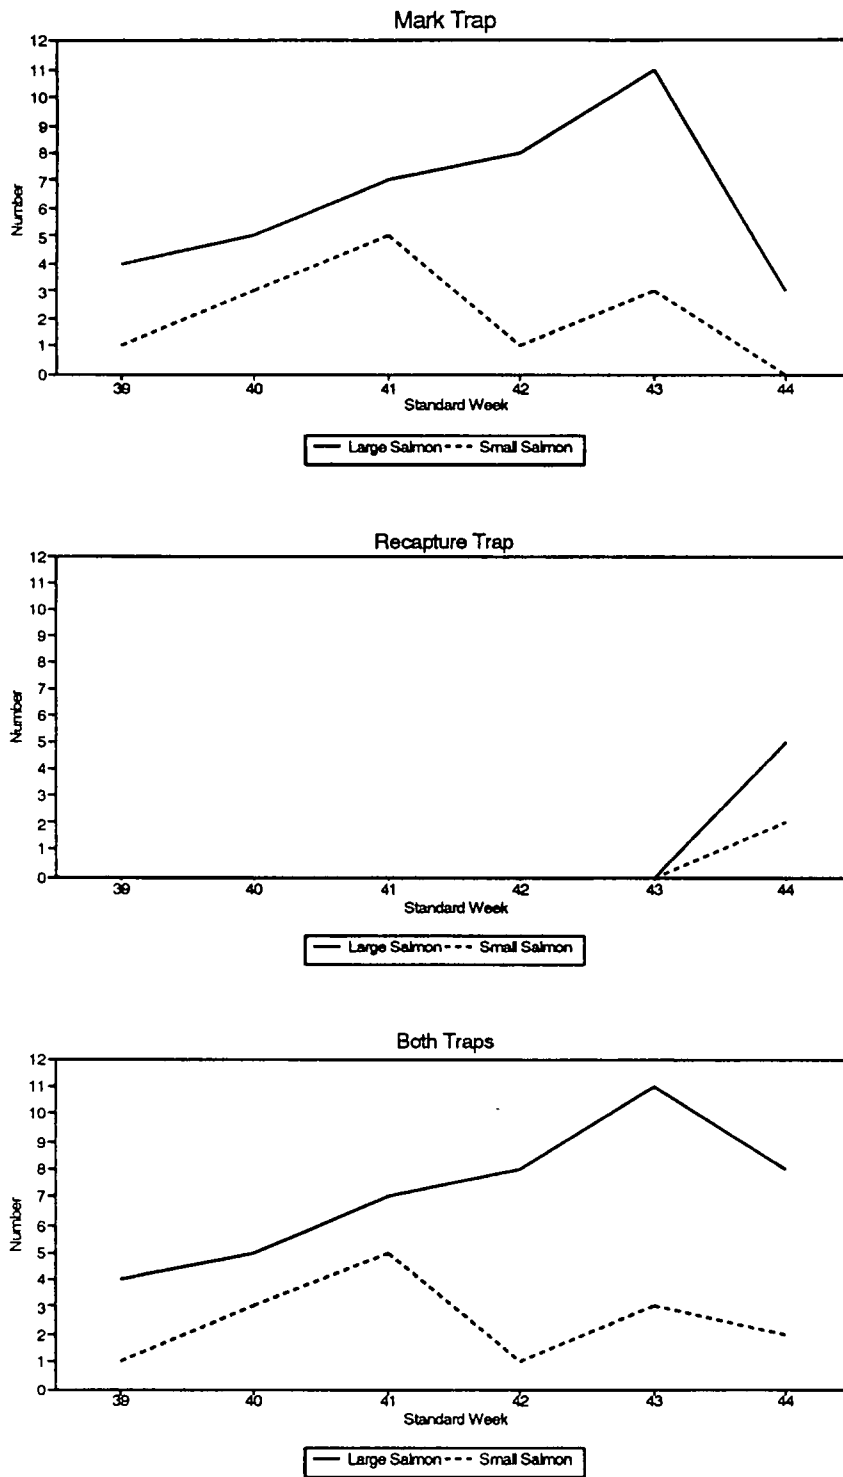 Mark Trap
12
11
10
9
8
7
6
5
4
3
2
1
0
Number
39 40 41 42 43 44
Standard Week
Large Salmon Small Salmon
Recapture Trap
12
11
10
9
8
7
6
5
4
3
2
1
0
Number
39 40 41 42 43 44
Standard Week
Large Salmon Small Salmon
Both Traps
12
11
10
9
8
7
6
5
4
3
2
1
0
Number
39 40 41 42 43 44
Standard Week
Large Salmon Small Salmon